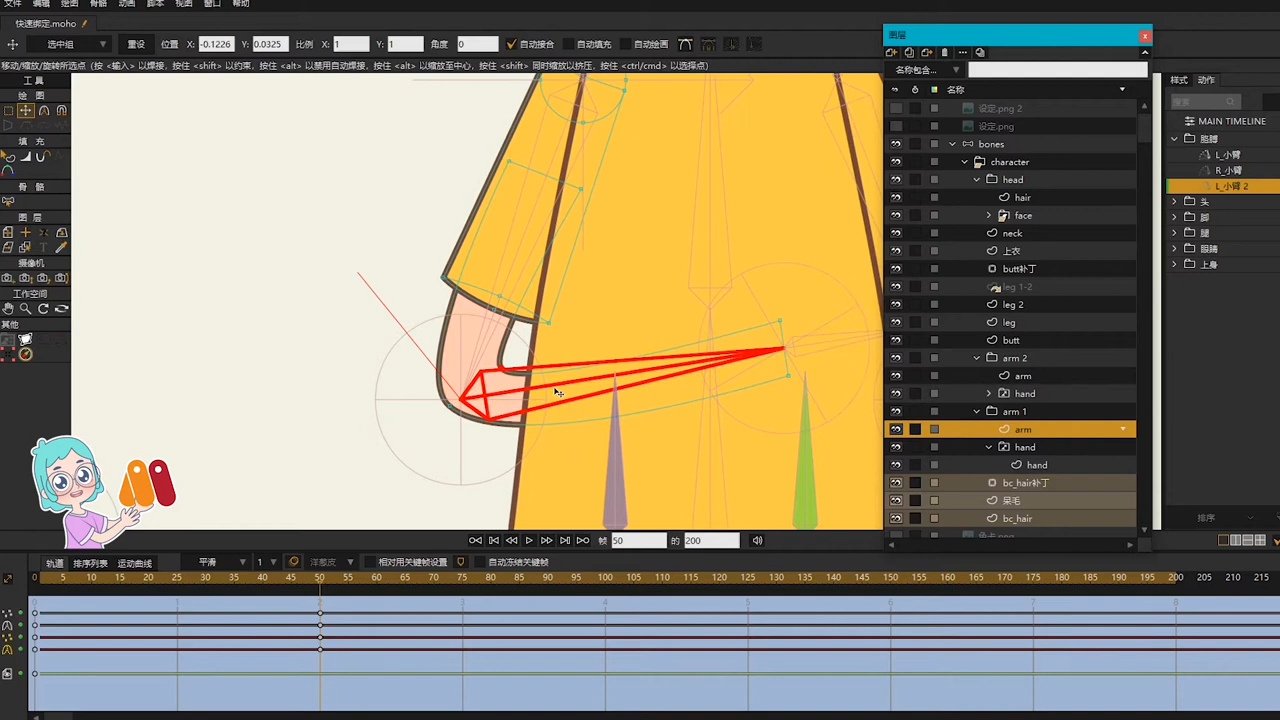 文件 编辑 绘图 骨骼 动画 脚本 视图 窗口 帮助
快速绑定.moho
选中组 重设 位置 X: -0.1226 Y: 0.0325 比例 X: 1 Y: 1 角度 0 自动接合 自动填充 自动绘画
移动/缩放/旋转所选点（按 <输入> 以焊接，按住 <shift> 以约束，按住 <alt> 以禁用自动焊接，按住 <alt> 以缩放至中心，按住 <shift> 同时缩放以挤压，按住 <ctrl/cmd> 以选择点）
工具
绘 图
填 充
骨 骼
图 层
摄像机
工作空间
其他
图层
名称包含...
名称
设定.png 2
设定.png
bones
character
head
hair
face
neck
上衣
butt补丁
leg 1-2
leg 2
leg
butt
arm 2
arm
hand
arm 1
arm
hand
hand
bc_hair补丁
呆毛
bc_hair
样式 动作
搜索
MAIN TIMELINE
胳膊
L_小臂
R_小臂
L_小臂 2
头
脚
腿
眼睛
上身
排序
帧 50 的 200
轨道 排序列表 运动曲线 平滑 1 洋葱皮 相对用关键帧设置 自动冻结关键帧
0 5 10 15 20 25 30 35 40 45 50 55 60 65 70 75 80 85 90 95 100 105 110 115 120 125 130 135 140 145 150 155 160 165 170 175 180 185 190 195 200 205 210 215
0 1 2 3 4 5 6 7 8